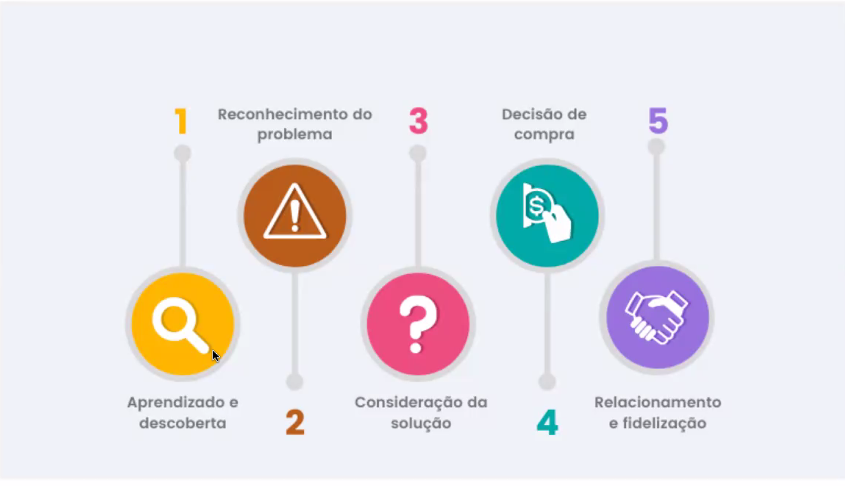 1
Aprendizado e
descoberta
Reconhecimento do
problema
2
3
Consideração da
solução
Decisão de
compra
$
4
5
Relacionamento
e fidelização